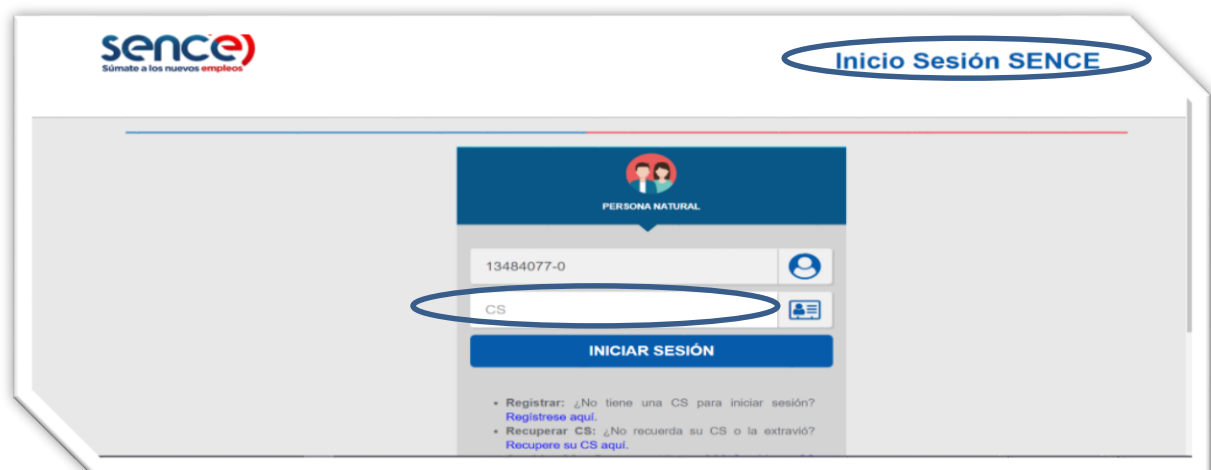 sence)
Súmate a los nuevos empleos
Inicio Sesión SENCE
PERSONA NATURAL
13484077-0
CS
INICIAR SESIÓN
• Registrar: ¿No tiene una CS para iniciar sesión?
Regístrese aquí.
• Recuperar CS: ¿No recuerda su CS o la extravió?
Recupere su CS aquí.